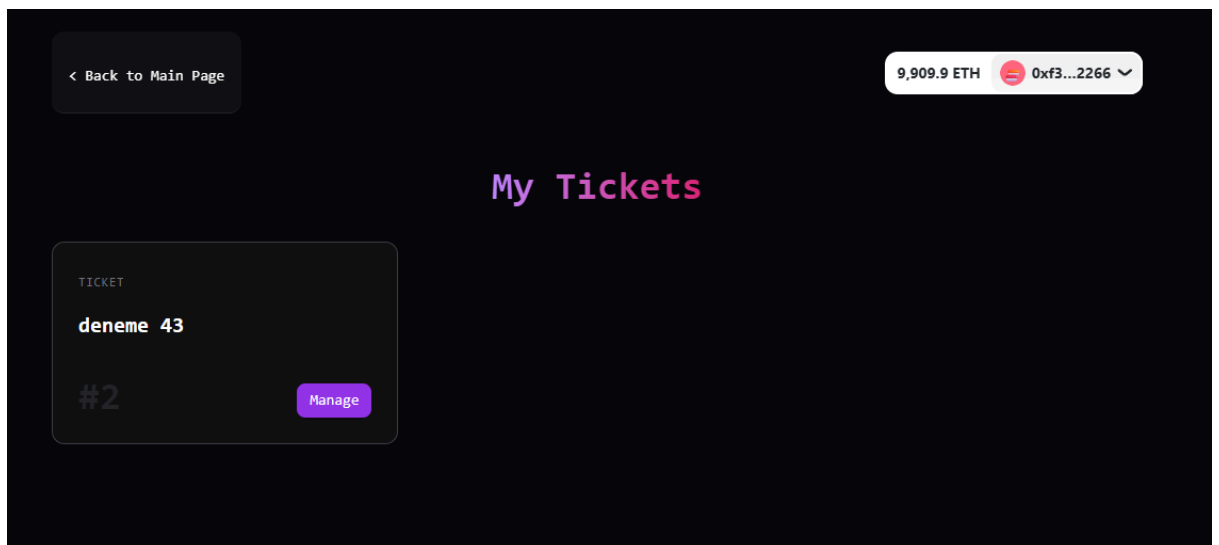 < Back to Main Page
9,909.9 ETH 0xf3...2266
My Tickets
TICKET
deneme 43
#2
Manage